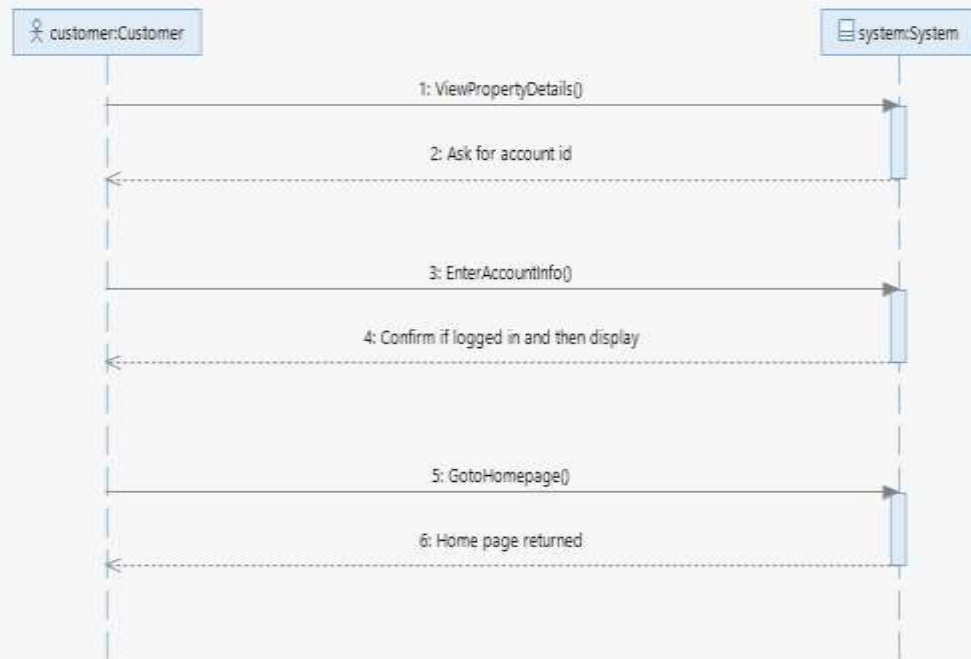 customer:Customer
system:System
1: ViewPropertyDetails()
2: Ask for account id
3: EnterAccountInfo()
4: Confirm if logged in and then display
5: GotoHomepage()
6: Home page returned